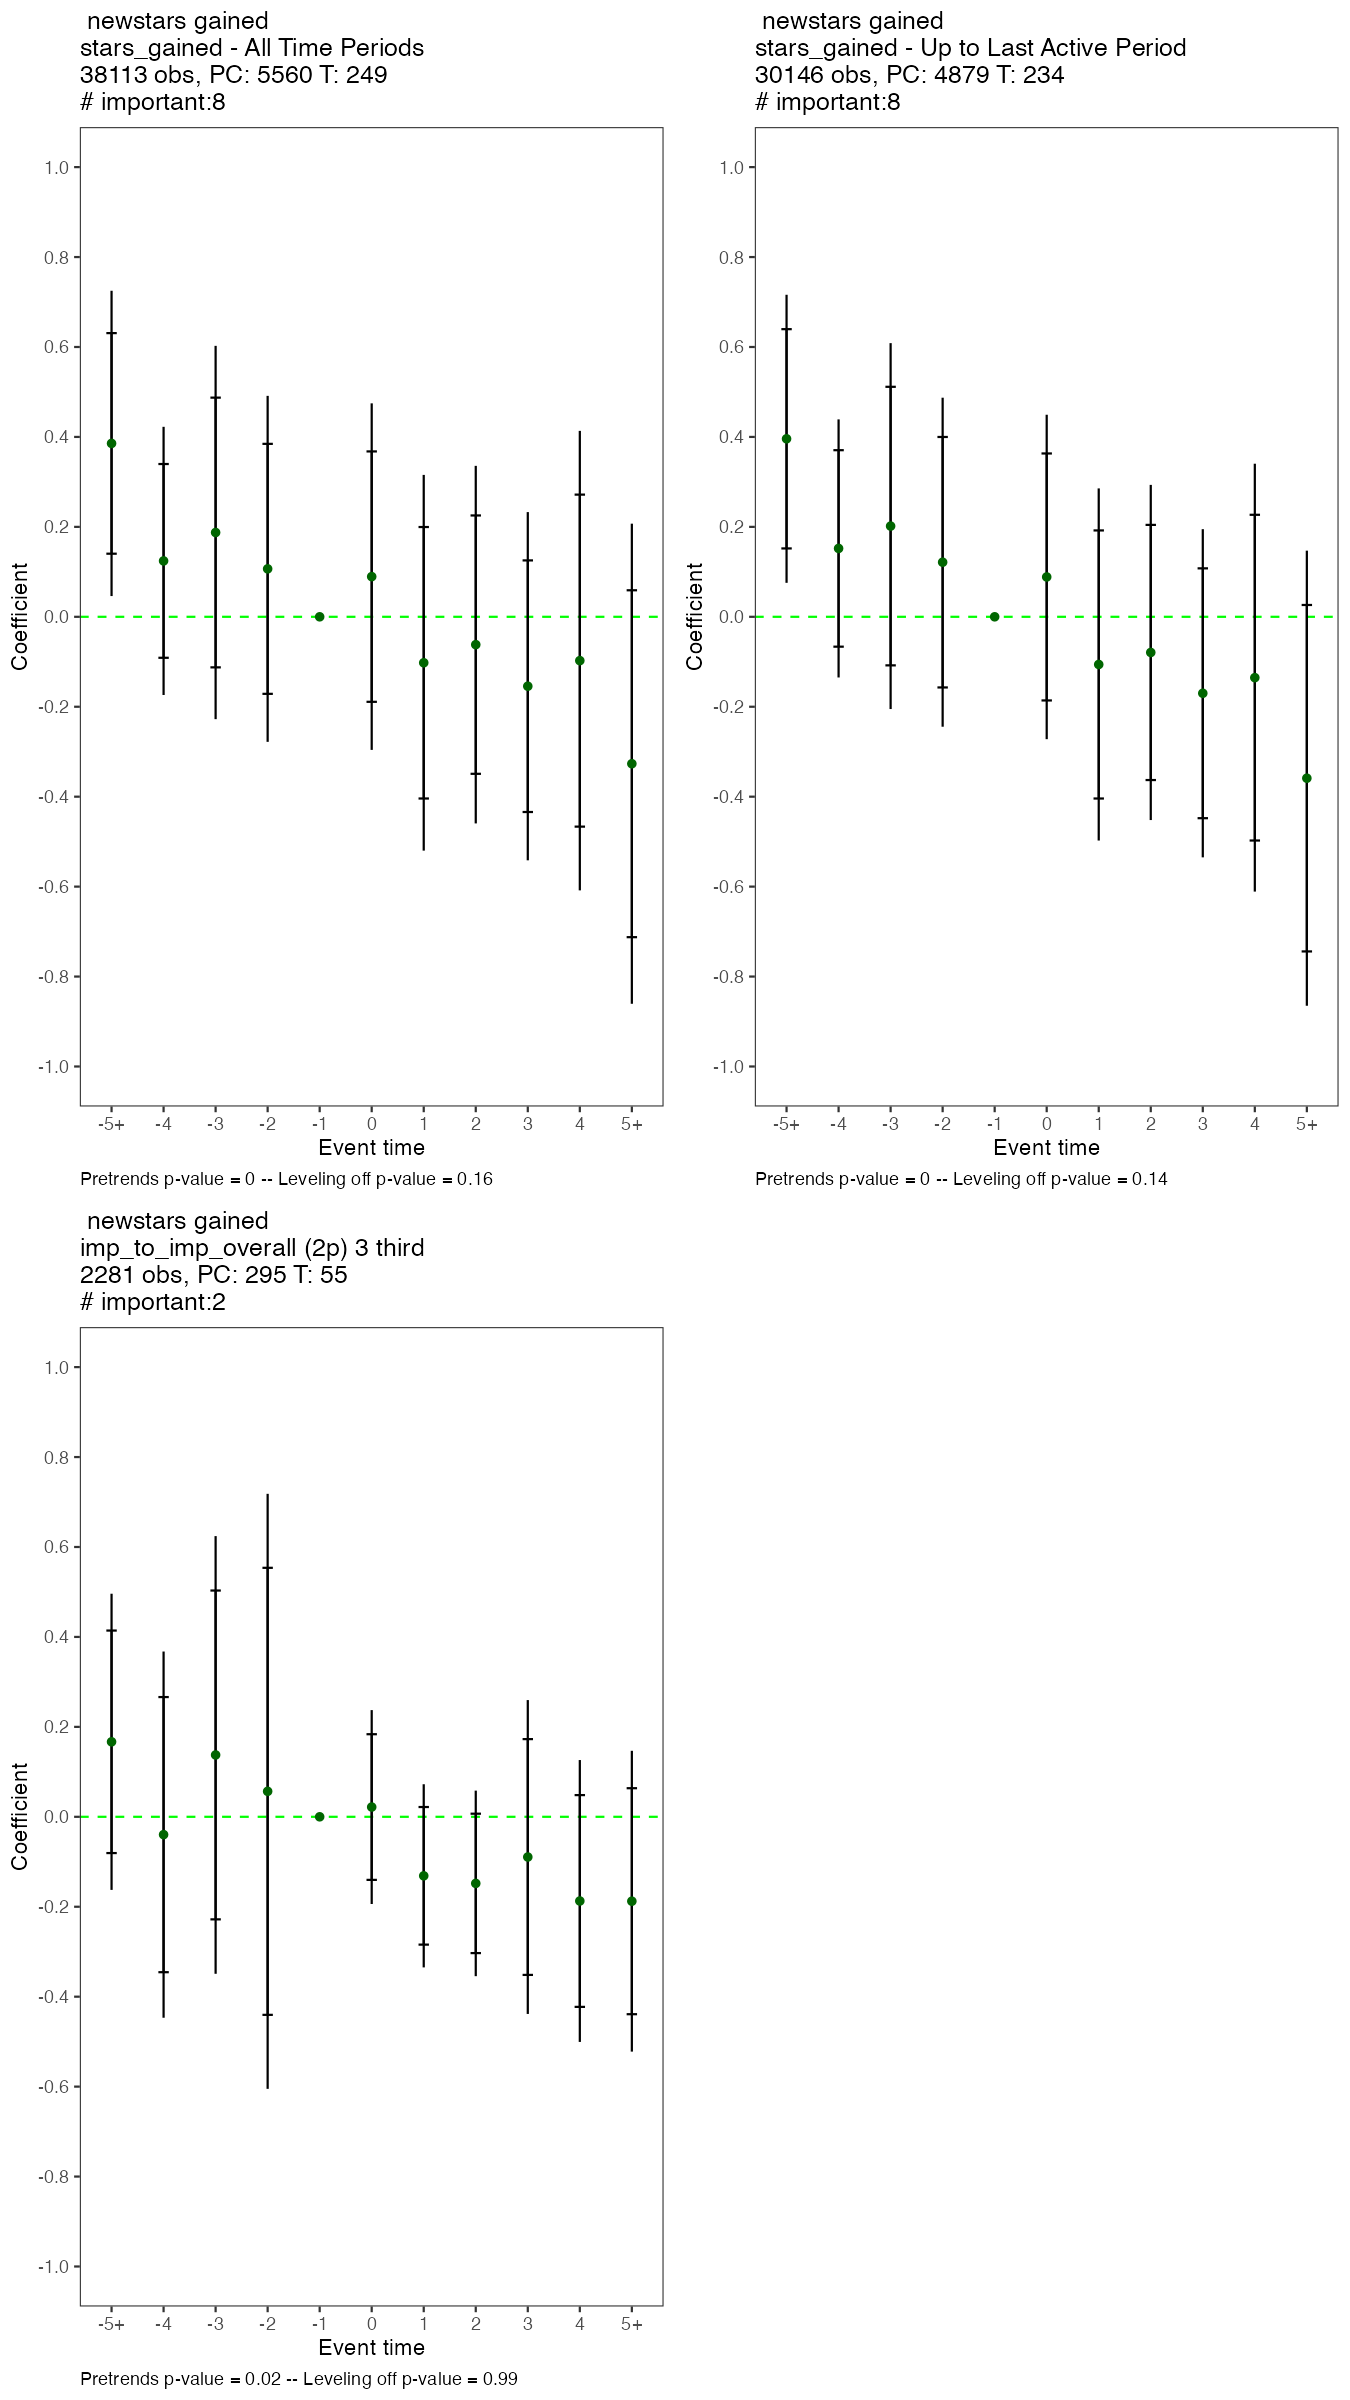 newstars gained
stars_gained - All Time Periods
38113 obs, PC: 5560 T: 249
# important:8
1.0
0.8
0.6
0.4
0.2
0.0
-0.2
-0.4
-0.6
-0.8
-1.0
Coefficient
-5+ -4 -3 -2 -1 0 1 2 3 4 5+
Event time
Pretrends p-value = 0 -- Leveling off p-value = 0.16
newstars gained
stars_gained - Up to Last Active Period
30146 obs, PC: 4879 T: 234
# important:8
1.0
0.8
0.6
0.4
0.2
0.0
-0.2
-0.4
-0.6
-0.8
-1.0
Coefficient
-5+ -4 -3 -2 -1 0 1 2 3 4 5+
Event time
Pretrends p-value = 0 -- Leveling off p-value = 0.14
newstars gained
imp_to_imp_overall (2p) 3 third
2281 obs, PC: 295 T: 55
# important:2
1.0
0.8
0.6
0.4
0.2
0.0
-0.2
-0.4
-0.6
-0.8
-1.0
Coefficient
-5+ -4 -3 -2 -1 0 1 2 3 4 5+
Event time
Pretrends p-value = 0.02 -- Leveling off p-value = 0.99